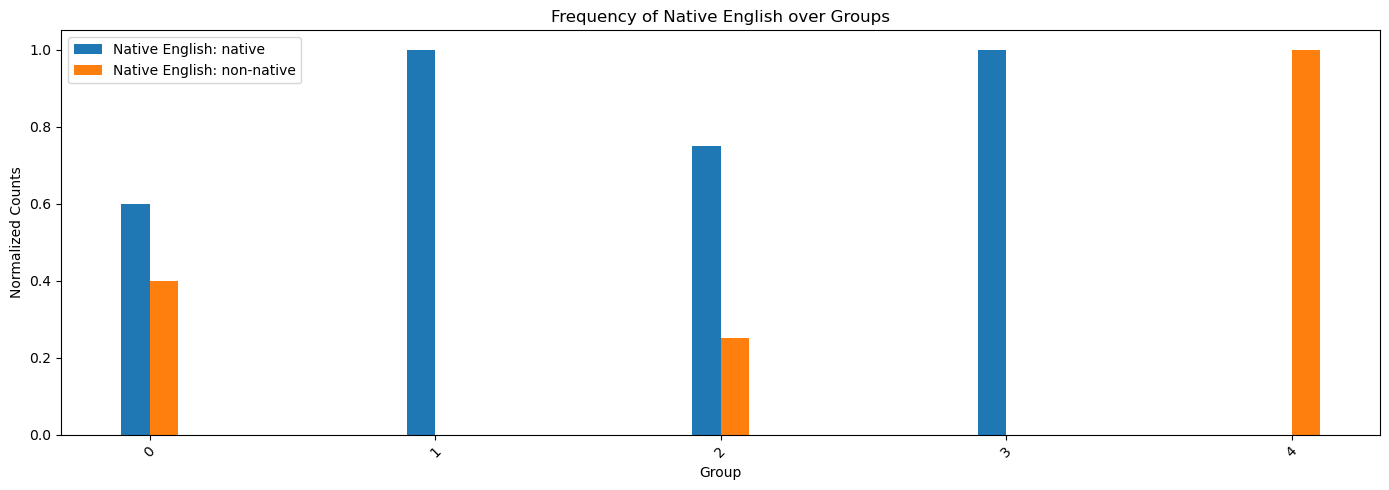 Frequency of Native English over Groups
Native English: native
Native English: non-native
1.0
0.8
0.6
0.4
0.2
0.0
Normalized Counts
0
1
2
3
4
Group